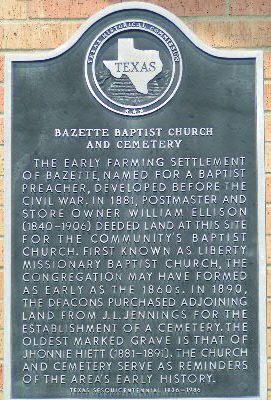 TEXAS HISTORICAL COMMISSION
TEXAS
BAZETTE BAPTIST CHURCH
AND CEMETERY
THE EARLY FARMING SETTLEMENT
OF BAZETTE, NAMED FOR A BAPTIST
PREACHER, DEVELOPED BEFORE THE
CIVIL WAR. IN 1881, POSTMASTER AND
STORE OWNER WILLIAM ELLISON
(1840-1906) DEEDED LAND AT THIS SITE
FOR THE COMMUNITY'S BAPTIST
CHURCH. FIRST KNOWN AS LIBERTY
MISSIONARY BAPTIST CHURCH, THE
CONGREGATION MAY HAVE FORMED
AS EARLY AS THE 1860s. IN 1890,
THE DEACONS PURCHASED ADJOINING
LAND FROM J.L. JENNINGS FOR THE
ESTABLISHMENT OF A CEMETERY. THE
OLDEST MARKED GRAVE IS THAT OF
JHONNIE HIETT (1881-1891). THE CHURCH
AND CEMETERY SERVE AS REMINDERS
OF THE AREA'S EARLY HISTORY.
TEXAS SESQUICENTENNIAL 1836-1986